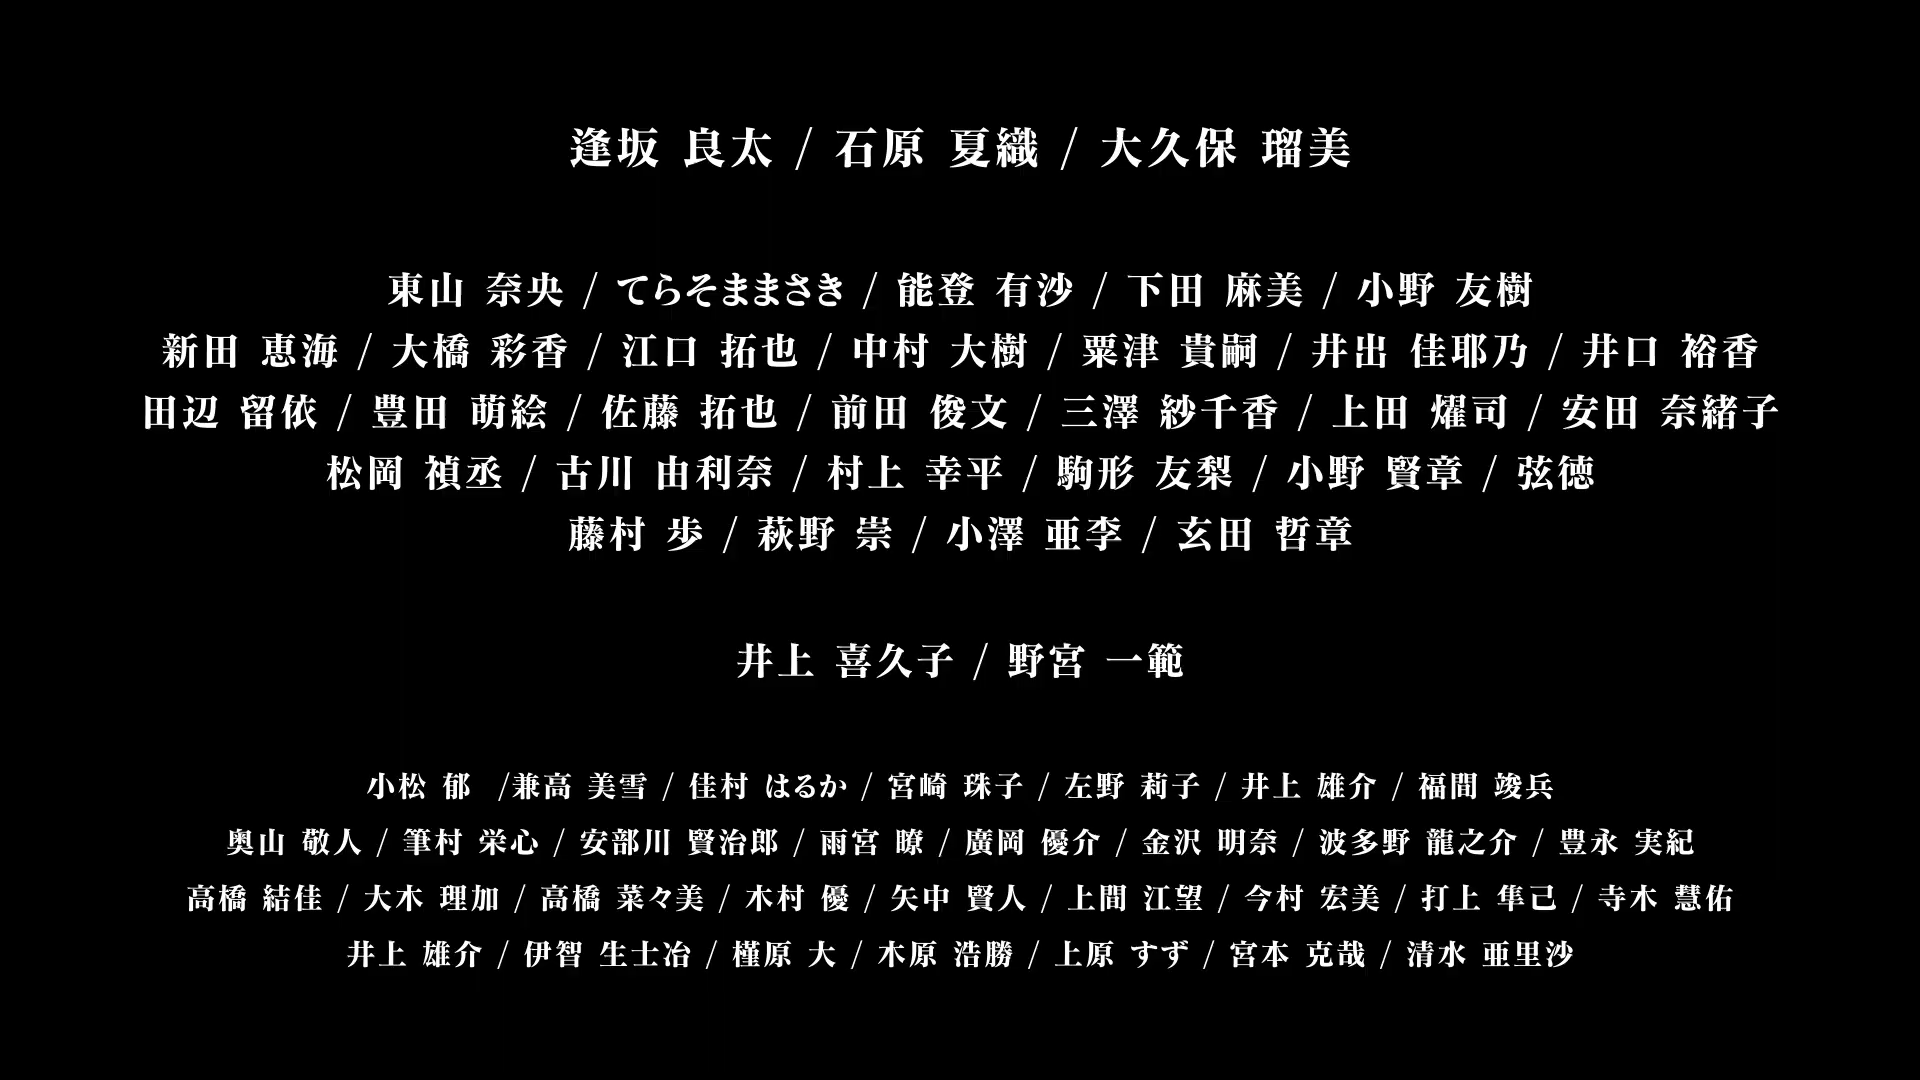 逢坂 良太 / 石原 夏織 / 大久保 瑠美
東山 奈央 / てらそままさき / 能登 有沙 / 下田 麻美 / 小野 友樹
新田 恵海 / 大橋 彩香 / 江口 拓也 / 中村 大樹 / 粟津 貴嗣 / 井出 佳耶乃 / 井口 裕香
田辺 留依 / 豊田 萌絵 / 佐藤 拓也 / 前田 俊文 / 三澤 紗千香 / 上田 燿司 / 安田 奈緒子
松岡 禎丞 / 古川 由利奈 / 村上 幸平 / 駒形 友梨 / 小野 賢章 / 弦徳
藤村 歩 / 萩野 崇 / 小澤 亜李 / 玄田 哲章
井上 喜久子 / 野宮 一範
小松 郁 /兼高 美雪 / 佳村 はるか / 宮崎 珠子 / 左野 莉子 / 井上 雄介 / 福間 竣兵
奥山 敬人 / 筆村 栄心 / 安部川 賢治郎 / 雨宮 瞭 / 廣岡 優介 / 金沢 明奈 / 波多野 龍之介 / 豊永 実紀
高橋 結佳 / 大木 理加 / 高橋 菜々美 / 木村 優 / 矢中 賢人 / 上間 江望 / 今村 宏美 / 打上 隼己 / 寺木 慧佑
井上 雄介 / 伊智 生士冶 / 槿原 大 / 木原 浩勝 / 上原 すず / 宮本 克哉 / 清水 亜里沙